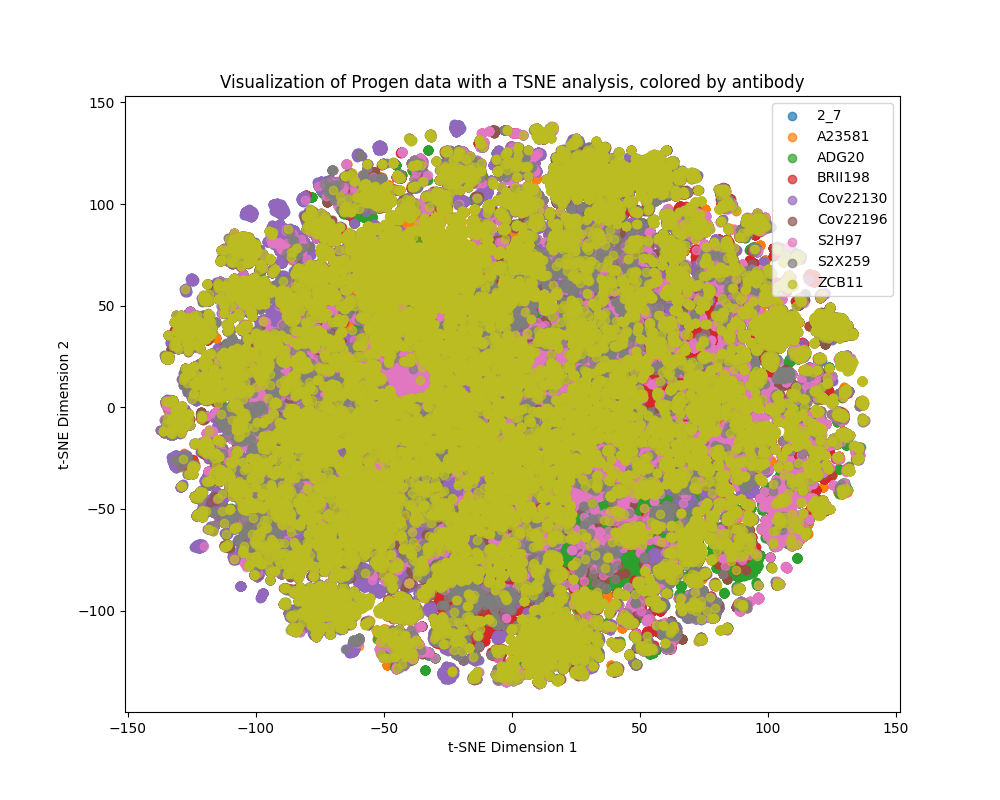 Visualization of Progen data with a TSNE analysis, colored by antibody
150
100
50
0
−50
−100
−150
−100
−50
0
50
100
150
t-SNE Dimension 1
t-SNE Dimension 2
2_7
A23581
ADG20
BRII198
Cov22130
Cov22196
S2H97
S2X259
ZCB11